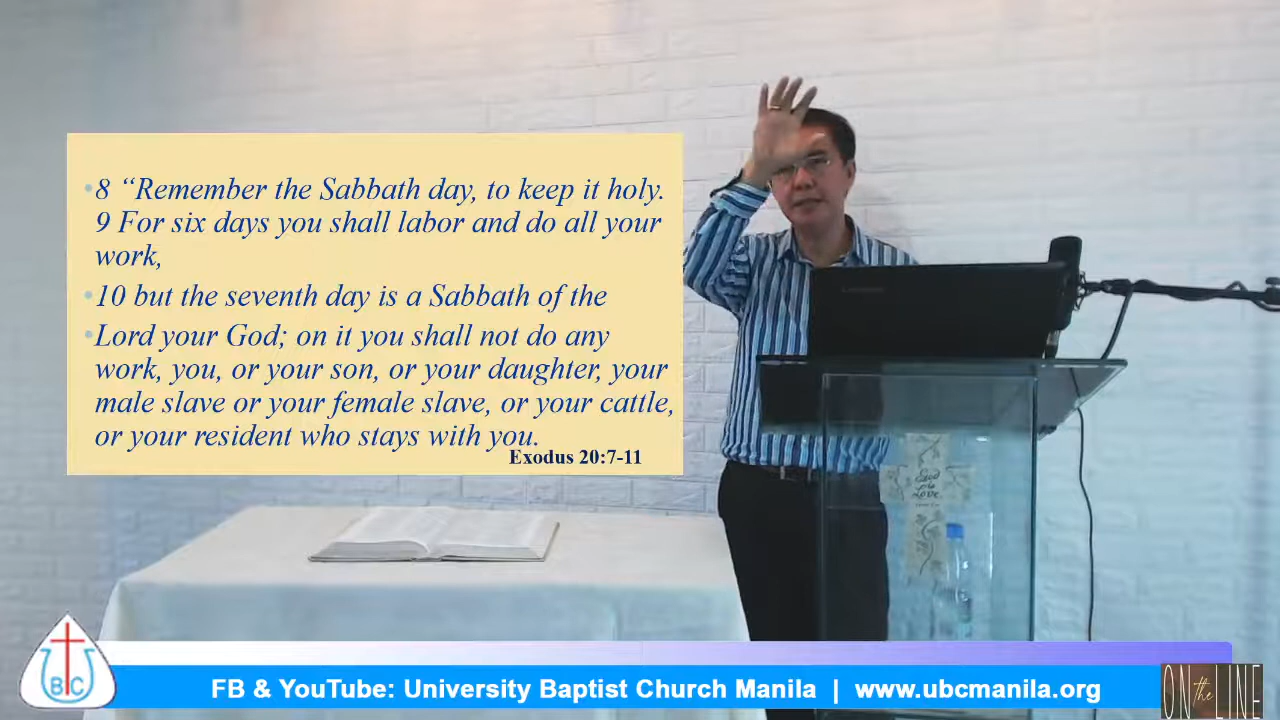 •8 “Remember the Sabbath day, to keep it holy.
9 For six days you shall labor and do all your
work,
•10 but the seventh day is a Sabbath of the
•Lord your God; on it you shall not do any
work, you, or your son, or your daughter, your
male slave or your female slave, or your cattle,
or your resident who stays with you.
Exodus 20:7-11
God
is
Love
BC
FB & YouTube: University Baptist Church Manila | www.ubcmanila.org
ON the LINE